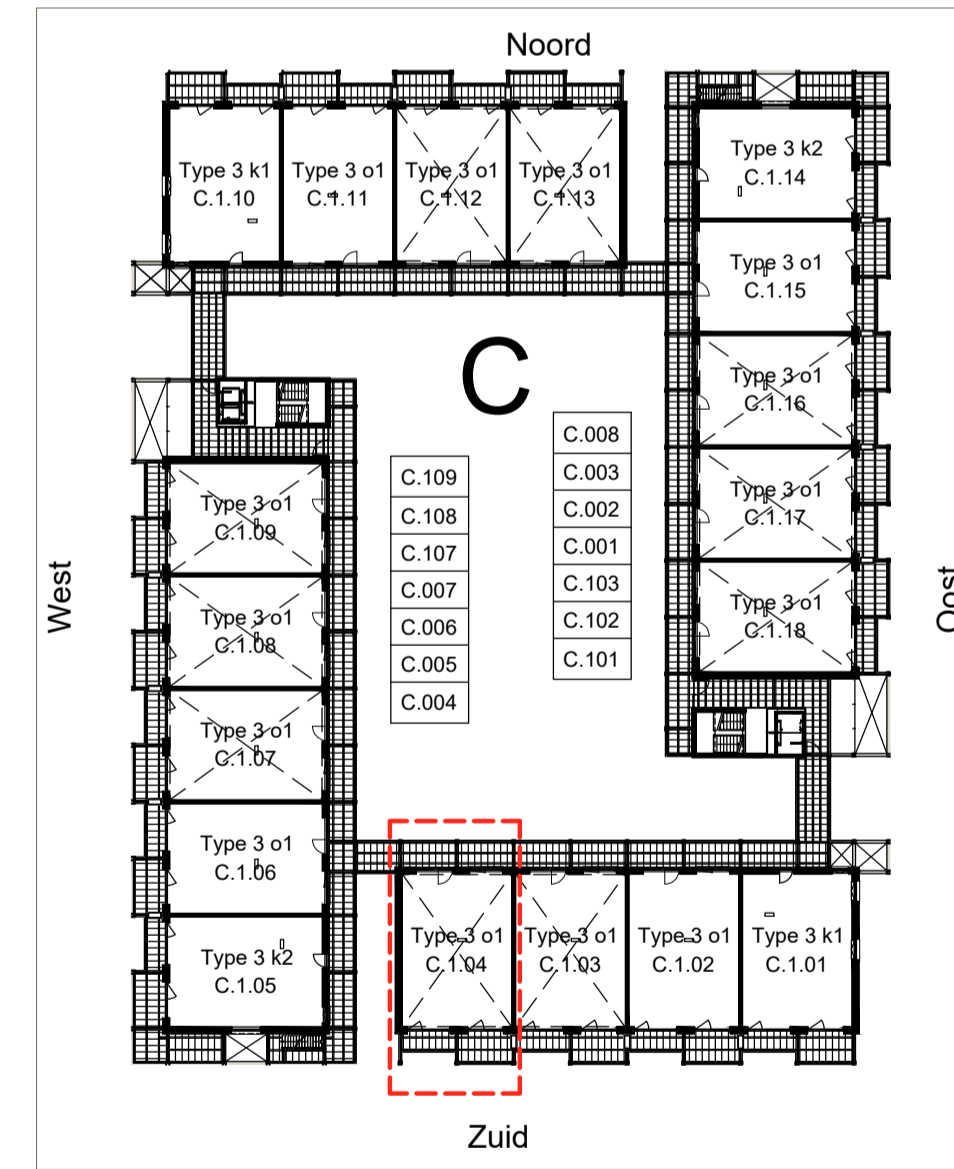 Noord
Type 3 k1
C.1.10
Type 3 o1
C.1.11
Type 3 o1
C.1.12
Type 3 o1
C.1.13
Type 3 k2
C.1.14
Type 3 o1
C.1.15
Type 3 o1
C.1.16
Type 3 o1
C.1.17
Type 3 o1
C.1.18
C
C.109
C.108
C.107
C.007
C.006
C.005
C.004
C.008
C.003
C.002
C.001
C.103
C.102
C.101
West
Oost
Type 3 o1
C.1.09
Type 3 o1
C.1.08
Type 3 o1
C.1.07
Type 3 o1
C.1.06
Type 3 k2
C.1.05
Type 3 o1
C.1.04
Type 3 o1
C.1.03
Type 3 o1
C.1.02
Type 3 k1
C.1.01
Zuid